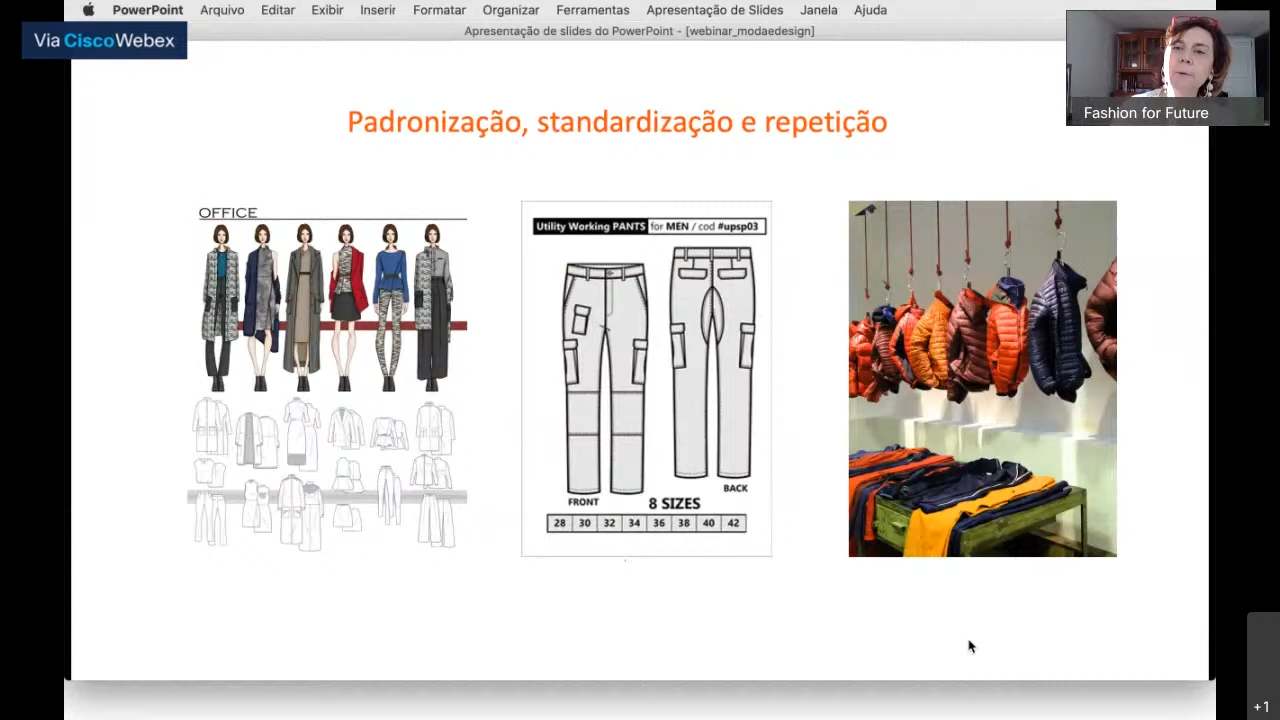 PowerPoint Arquivo Editar Exibir Inserir Formatar Organizar Ferramentas Apresentação de Slides Janela Ajuda
Apresentação de slides do PowerPoint - [webinar_modaedesign]
Via CiscoWebex
Fashion for Future
Padronização, standardização e repetição
OFFICE
Utility Working PANTS for MEN / cod #upsp03
FRONT
BACK
8 SIZES
28 30 32 34 36 38 40 42
+1